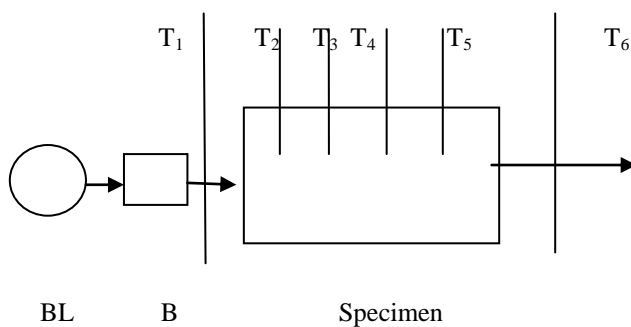 T₁ T₂ T₃ T₄ T₅ T₆
BL B Specimen